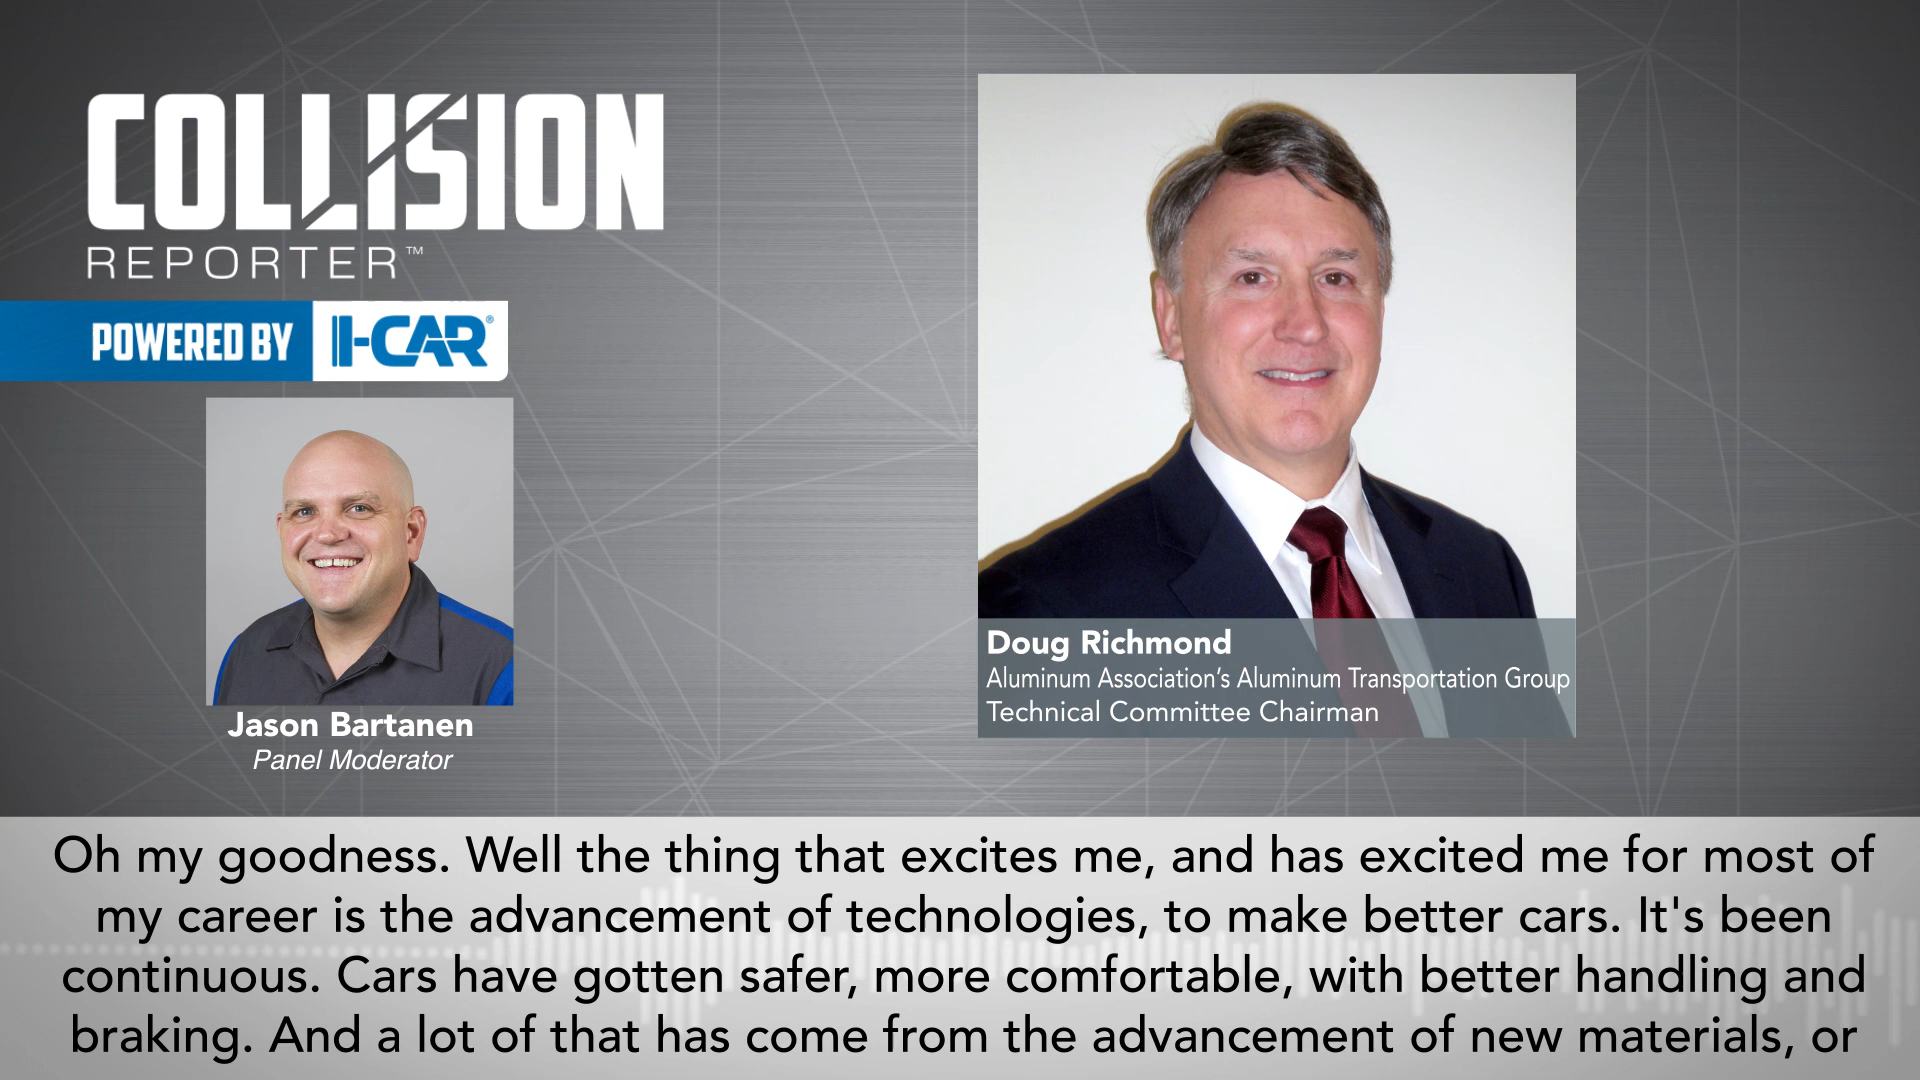 COLLISION
REPORTER™
POWERED BY I-CAR®
Jason Bartanen
Panel Moderator
Doug Richmond
Aluminum Association’s Aluminum Transportation Group
Technical Committee Chairman
Oh my goodness. Well the thing that excites me, and has excited me for most of
my career is the advancement of technologies, to make better cars. It's been
continuous. Cars have gotten safer, more comfortable, with better handling and
braking. And a lot of that has come from the advancement of new materials, or